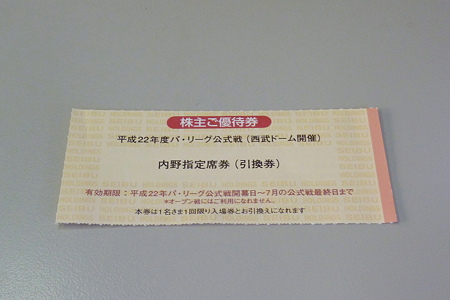 株主ご優待券
平成22年度パ・リーグ公式戦（西武ドーム開催）
内野指定席券（引換券）
有効期限：平成22年パ・リーグ公式戦開幕日～7月の公式戦最終日まで
*オープン戦にはご利用になれません。
本券は1名さま1回限り入場券とお引換えになれます